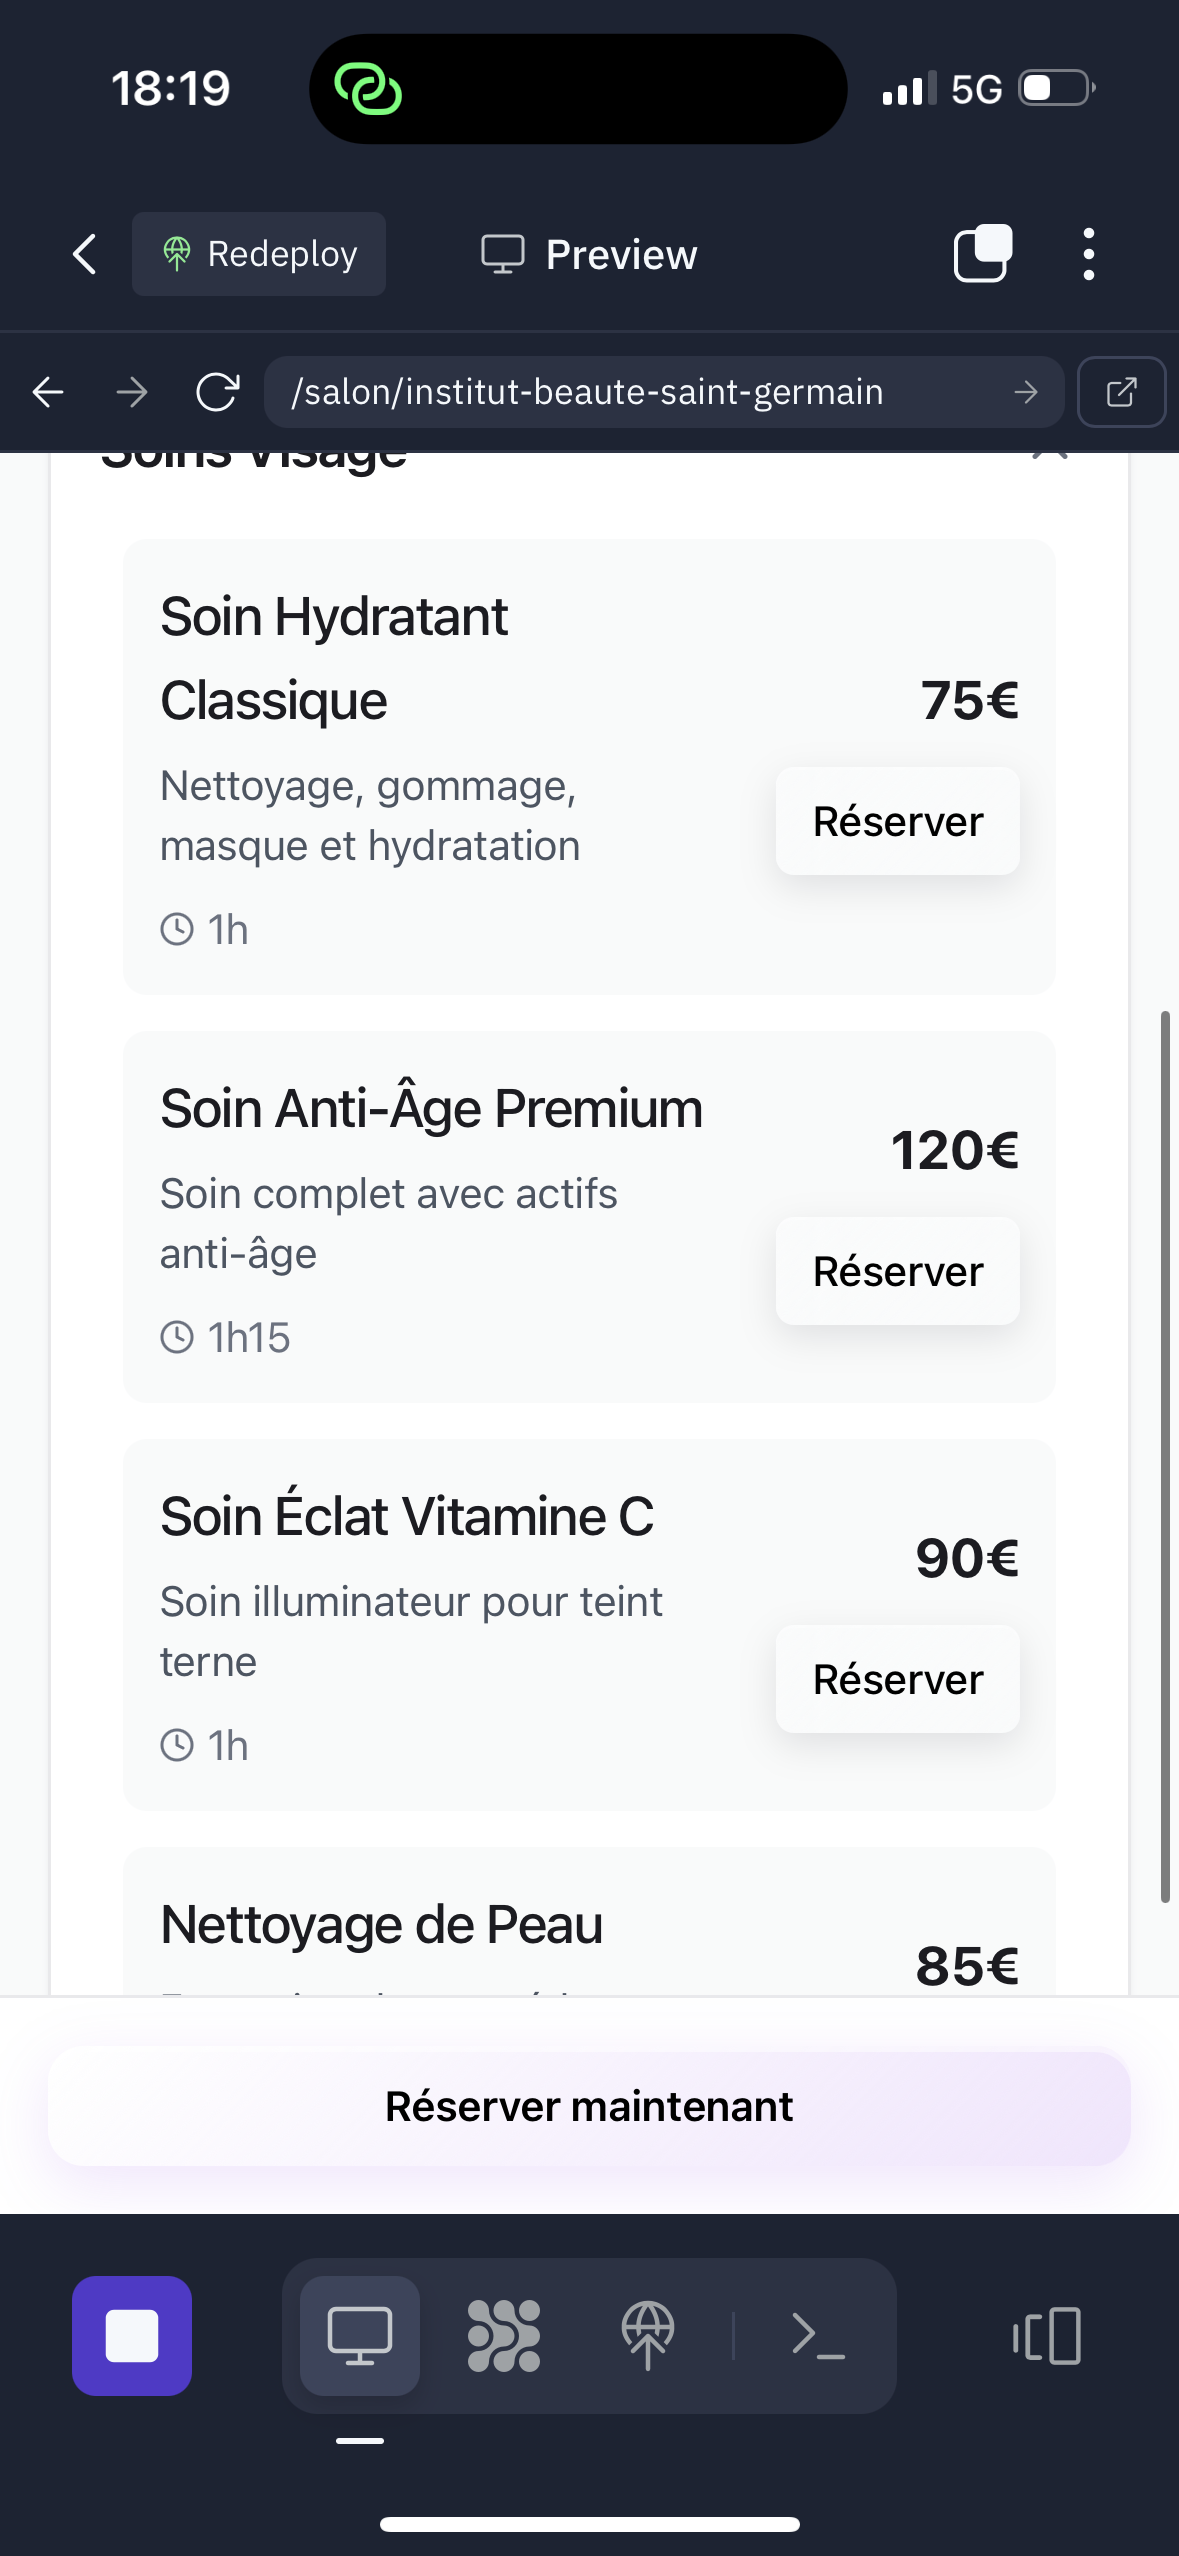 18:19
5G
Redeploy
Preview
/salon/institut-beaute-saint-germain
Soins Visage
Soin Hydratant
Classique
75€
Nettoyage, gommage,
masque et hydratation
Réserver
1h
Soin Anti-Âge Premium
120€
Soin complet avec actifs
anti-âge
Réserver
1h15
Soin Éclat Vitamine C
90€
Soin illuminateur pour teint
terne
Réserver
1h
Nettoyage de Peau
85€
Réserver maintenant